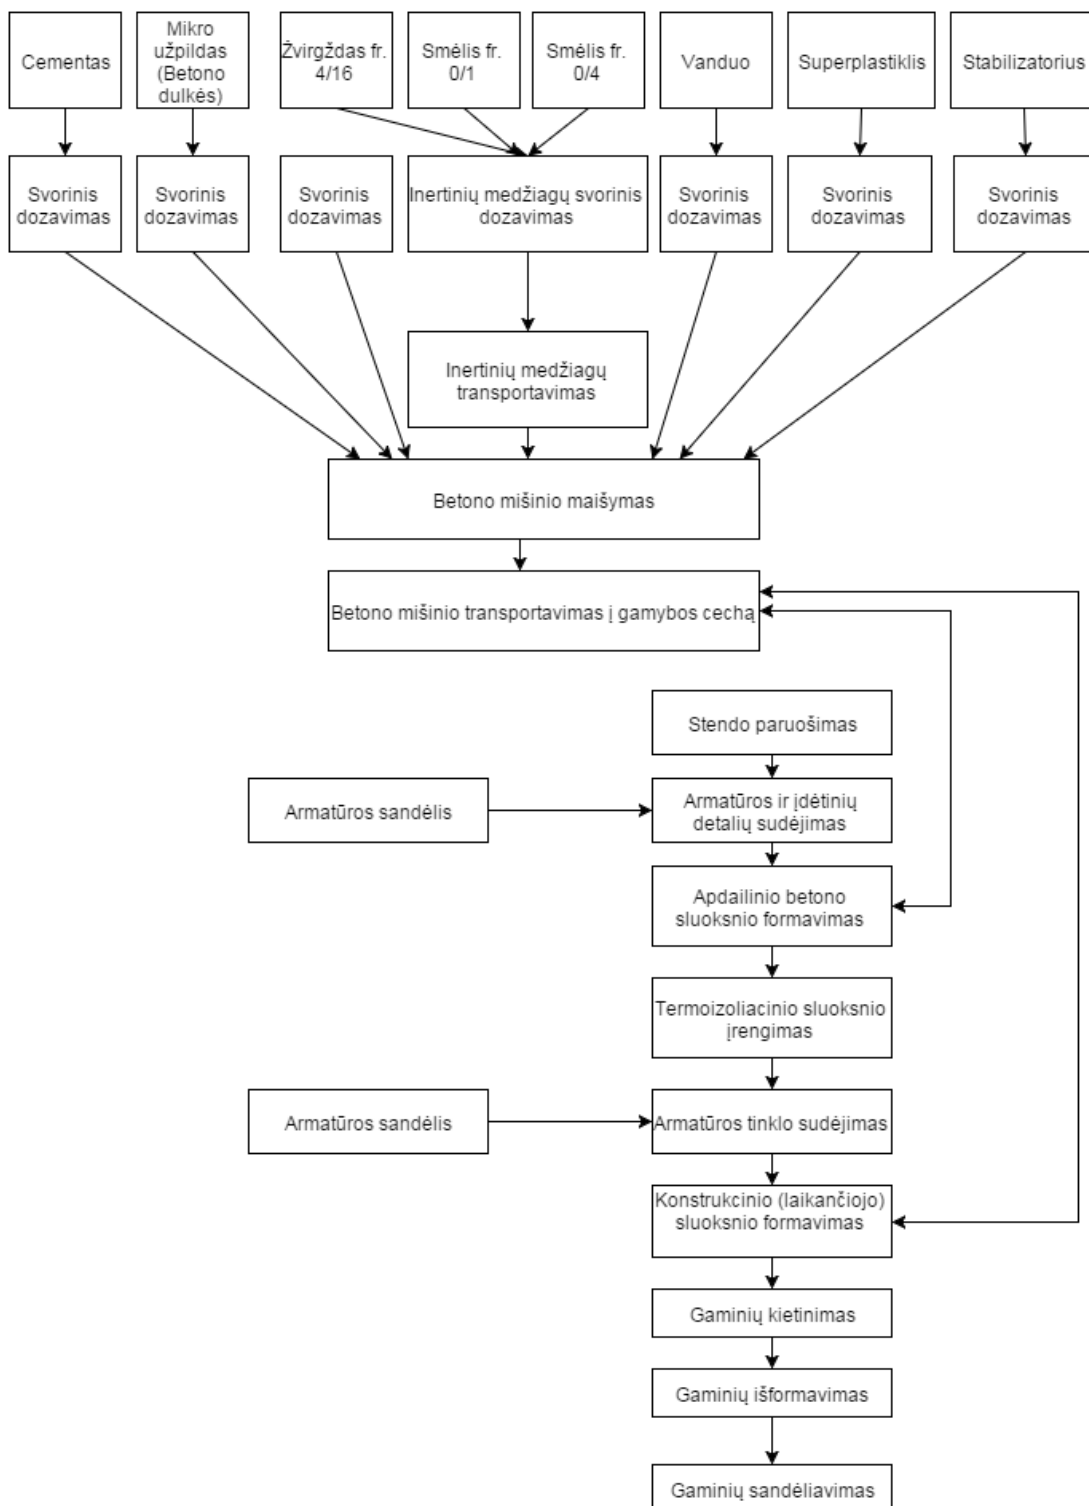 Cementas
Mikro
užpildas
(Betono
dulkės)
Žvirgždas fr.
4/16
Smėlis fr.
0/1
Smėlis fr.
0/4
Vanduo
Superplastiklis
Stabilizatorius
Svorinis
dozavimas
Svorinis
dozavimas
Svorinis
dozavimas
Inertinių medžiagų svorinis
dozavimas
Svorinis
dozavimas
Svorinis
dozavimas
Svorinis
dozavimas
Inertinių medžiagų
transportavimas
Betono mišinio maišymas
Betono mišinio transportavimas į gamybos cechą
Stendo paruošimas
Armatūros sandėlis
Armatūros ir įdėtinių
detalių sudėjimas
Apdailinio betono
sluoksnio formavimas
Termoizoliacinio sluoksnio
įrengimas
Armatūros sandėlis
Armatūros tinklo sudėjimas
Konstrukcinio (laikančiojo)
sluoksnio formavimas
Gaminių kietinimas
Gaminių išformavimas
Gaminių sandėliavimas